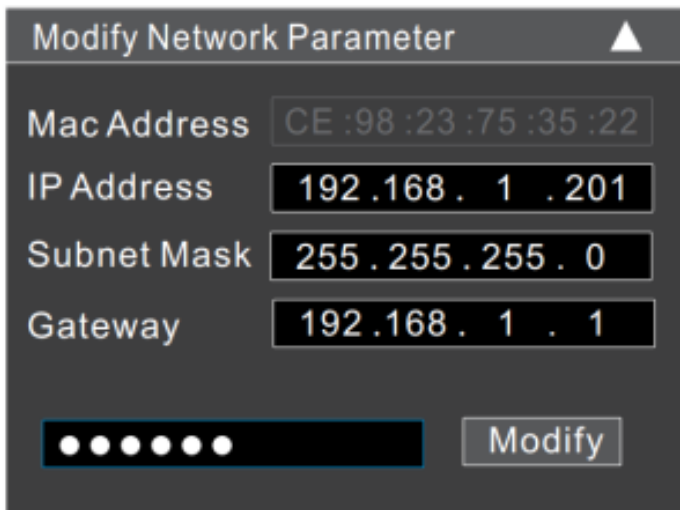 Modify Network Parameter
Mac Address CE :98 :23 :75 :35 :22
IP Address 192 .168 . 1 .201
Subnet Mask 255 . 255 . 255 . 0
Gateway 192 .168 . 1 . 1
●●●●●● Modify